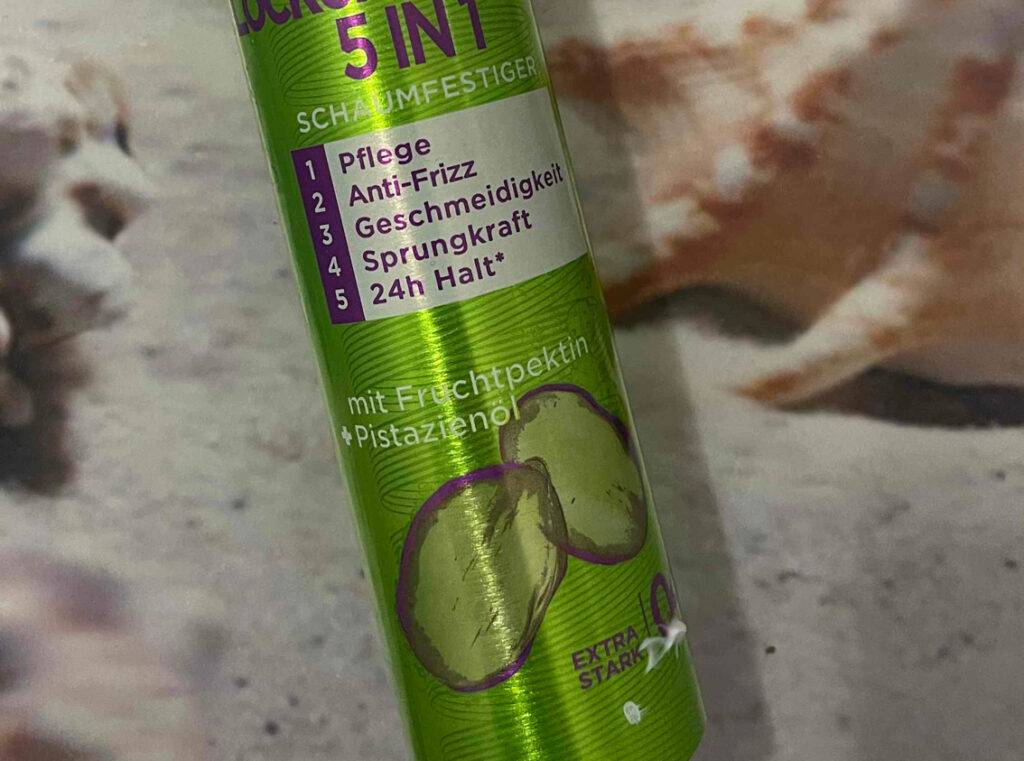 5 IN 1
SCHAUMFESTIGER
1 Pflege
2 Anti-Frizz
3 Geschmeidigkeit
4 Sprungkraft
5 24h Halt*
mit Fruchtpektin
+ Pistazienöl
EXTRA
STARK